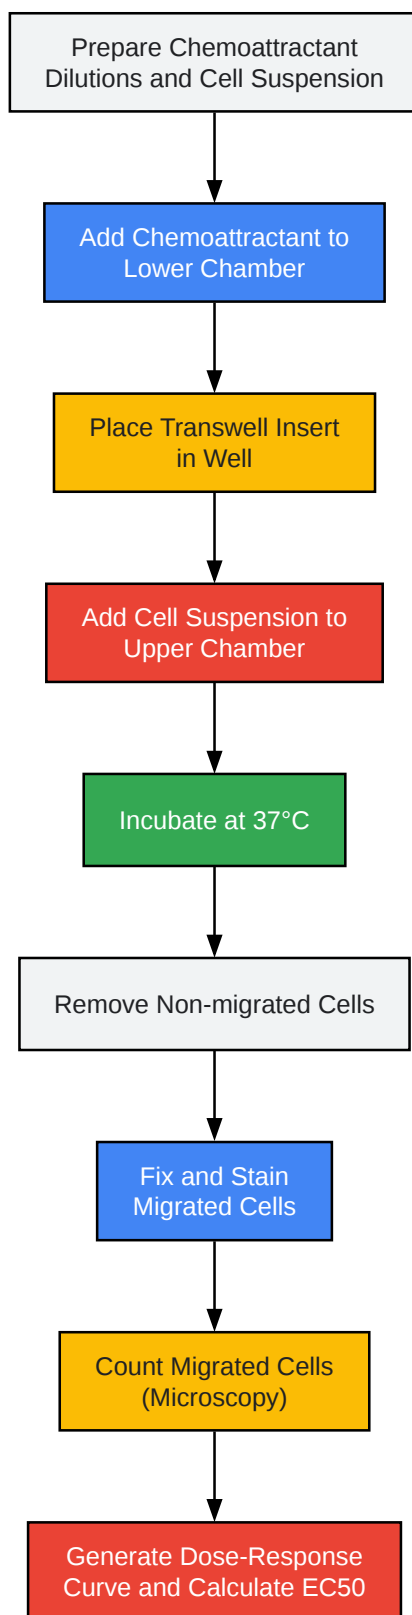 Prepare Chemoattractant
Dilutions and Cell Suspension
Add Chemoattractant to
Lower Chamber
Place Transwell Insert
in Well
Add Cell Suspension to
Upper Chamber
Incubate at 37°C
Remove Non-migrated Cells
Fix and Stain
Migrated Cells
Count Migrated Cells
(Microscopy)
Generate Dose-Response
Curve and Calculate EC50